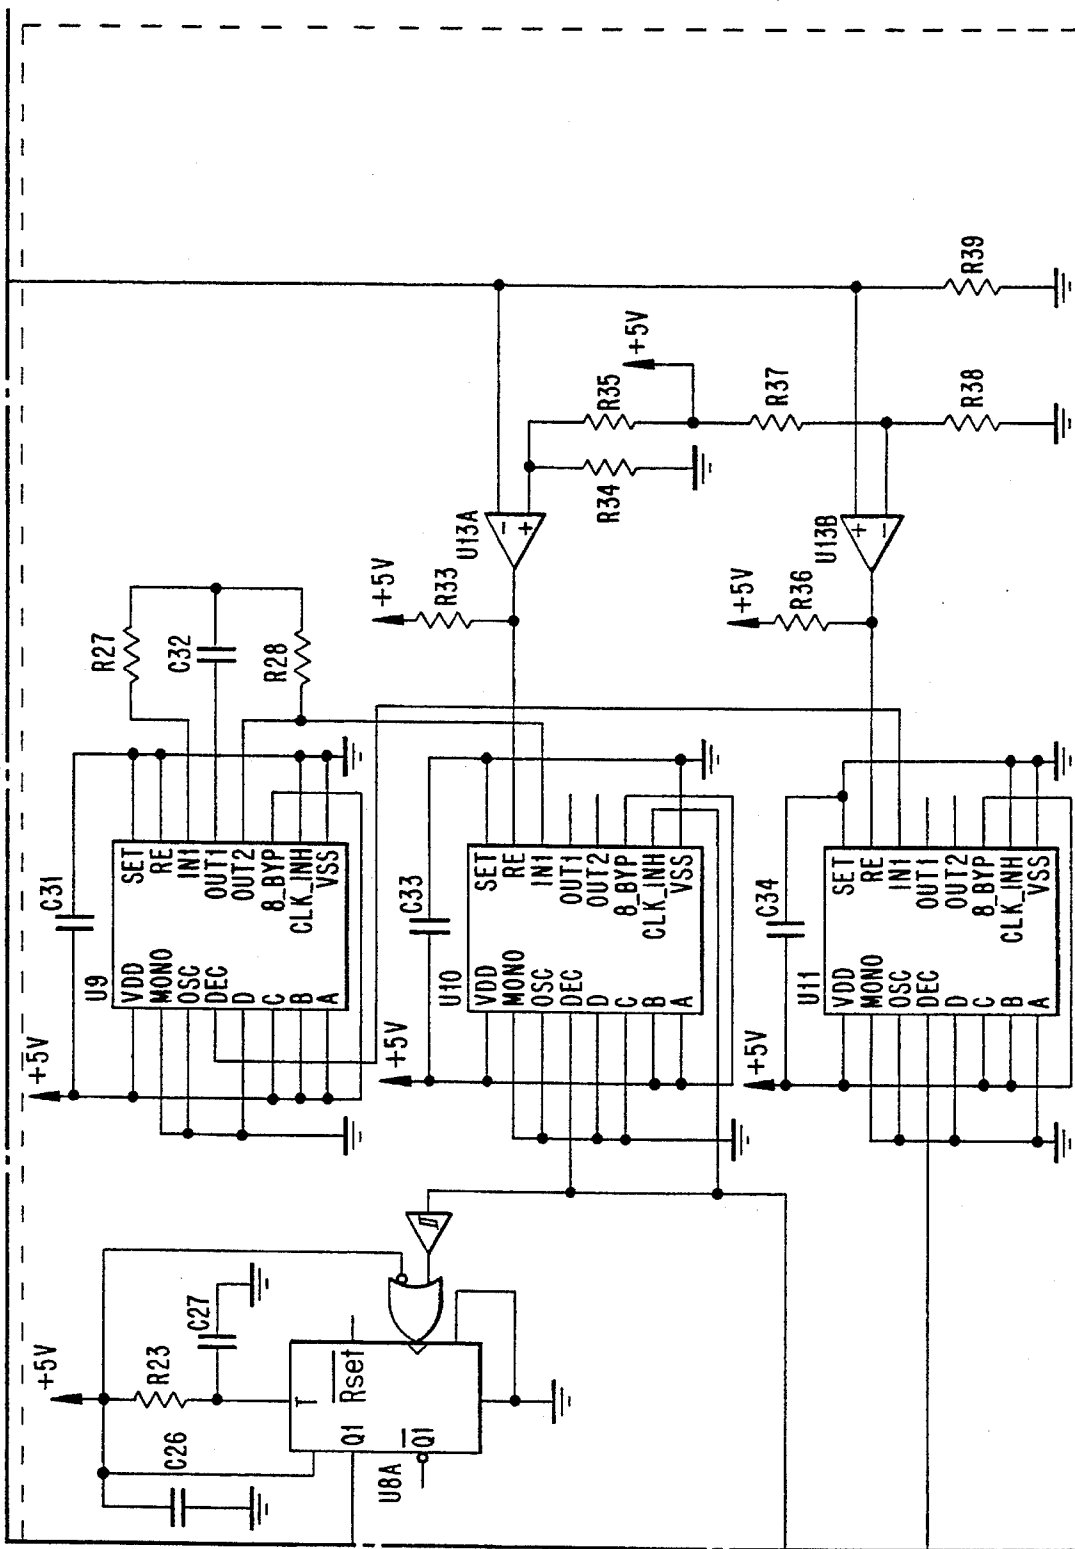 R39
+5V
R35
R37
R38
R34
U13A
-
+
U13B
+
-
+5V
R33
+5V
R36
R27
C32
R28
C31
SET
RE
IN1
OUT1
OUT2
8_BYP
CLK_INH
VSS
U9
VDD
MONO
OSC
DEC
D
C
B
A
+5V
C33
SET
RE
IN1
OUT1
OUT2
8_BYP
CLK_INH
VSS
U10
VDD
MONO
OSC
DEC
D
C
B
A
+5V
C34
SET
RE
IN1
OUT1
OUT2
8_BYP
CLK_INH
VSS
U11
VDD
MONO
OSC
DEC
D
C
B
A
+5V
+5V
R23
C27
C26
T
R̅s̅e̅t̅
Q1
Q̅1̅
U8A